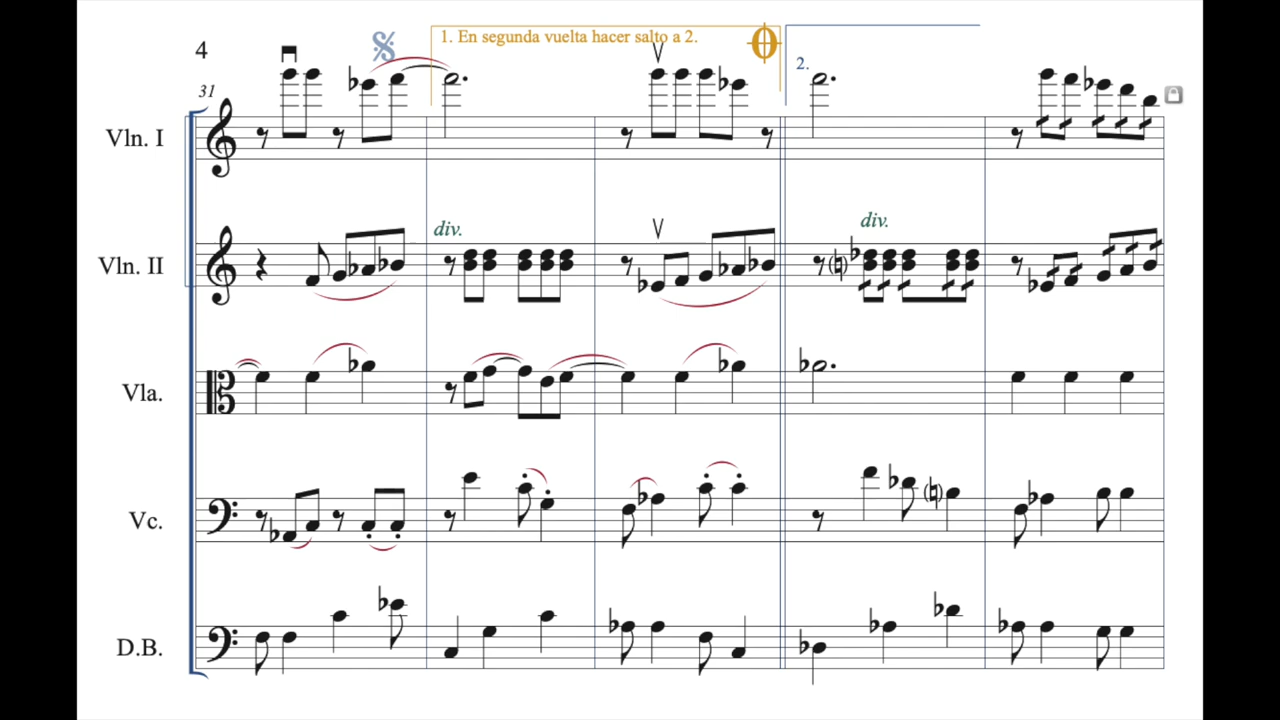 4
1. En segunda vuelta hacer salto a 2.
2.
31
Vln. I
div.
div.
Vln. II
Vla.
Vc.
D.B.